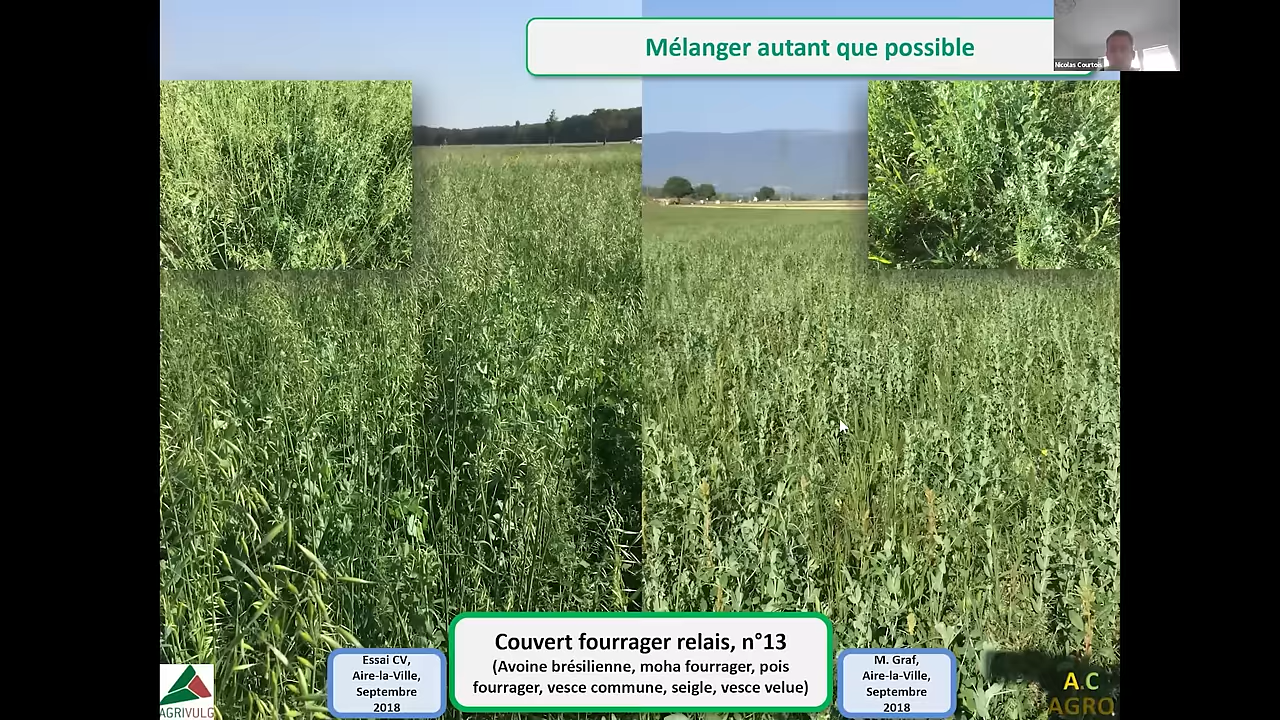 Mélanger autant que possible
Nicolas Courtois
Couvert fourrager relais, n°13
(Avoine brésilienne, moha fourrager, pois
fourrager, vesce commune, seigle, vesce velue)
Essai CV,
Aire-la-Ville,
Septembre
2018
M. Graf,
Aire-la-Ville,
Septembre
2018
AGRIVULG
A.C
AGRO